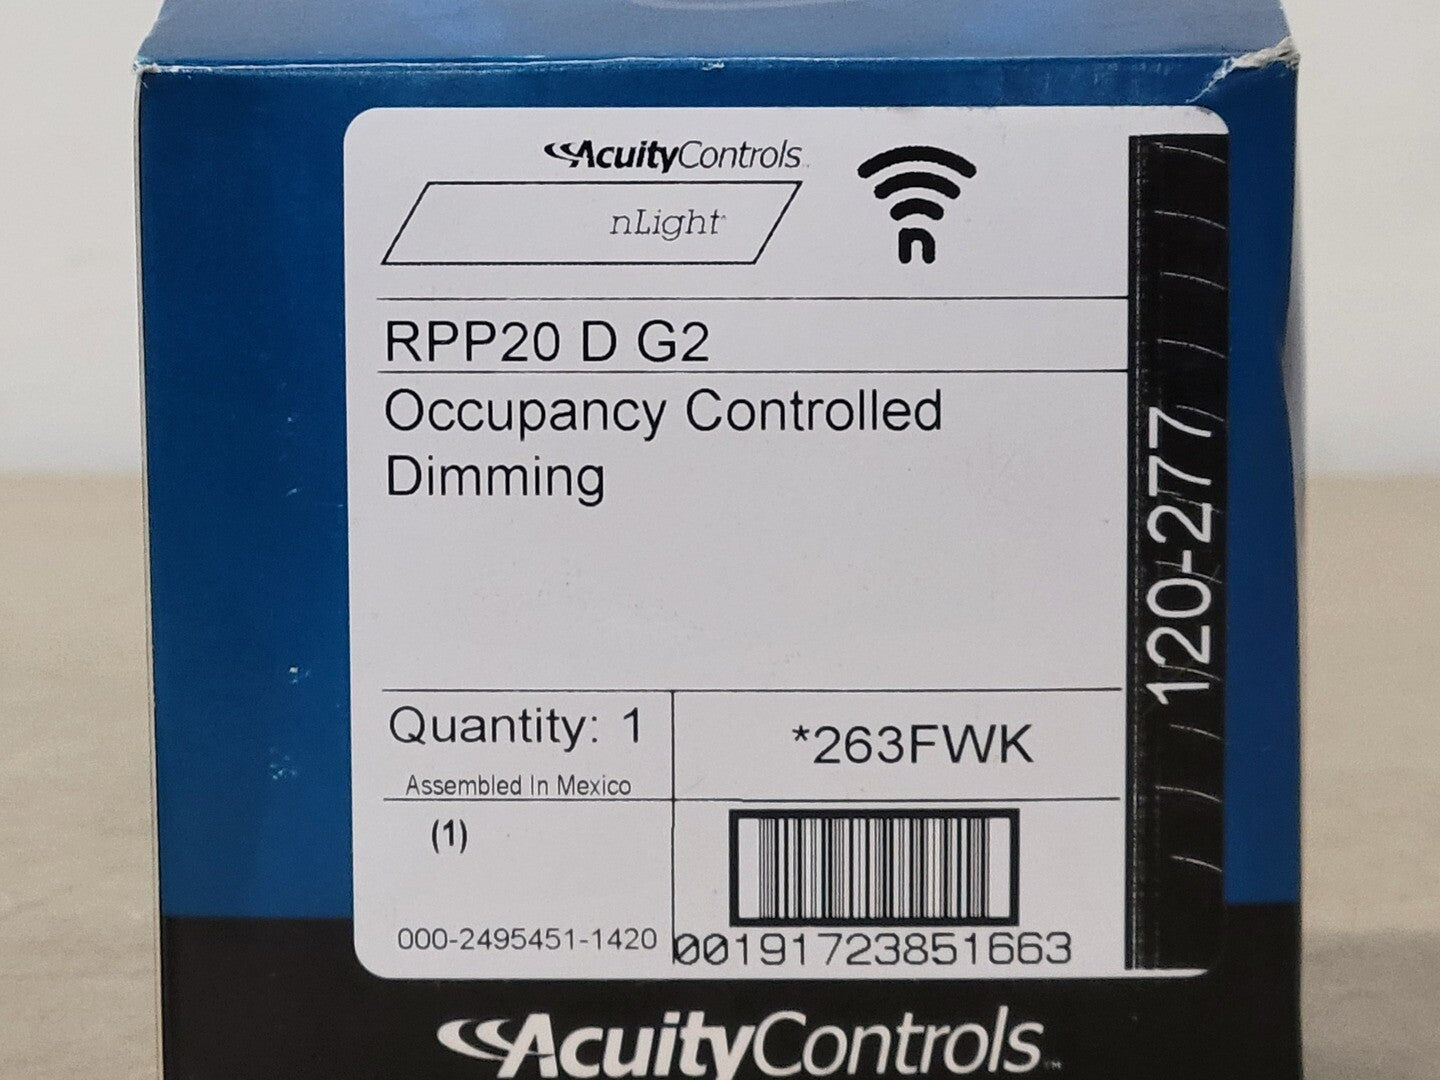 AcuityControls
nLight
n
RPP20 D G2
Occupancy Controlled
Dimming
120-277
Quantity: 1
Assembled In Mexico
*263FWK
(1)
000-2495451-1420
00191723851663
AcuityControls™